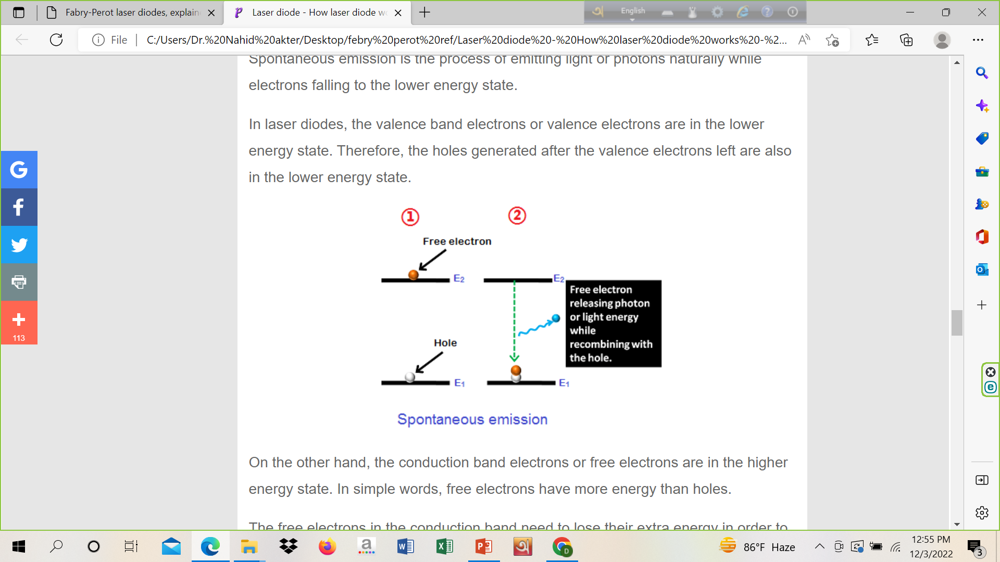 Fabry-Perot laser diodes, explain
Laser diode - How laser diode wo
English
File
C:/Users/Dr.%20Nahid%20akter/Desktop/febry%20perot%20ref/Laser%20diode%20-%20How%20laser%20diode%20works%20-%2...
Spontaneous emission is the process of emitting light or photons naturally while
electrons falling to the lower energy state.
In laser diodes, the valence band electrons or valence electrons are in the lower
energy state. Therefore, the holes generated after the valence electrons left are also
in the lower energy state.
1
2
Free electron
E2
E2
Free electron
releasing photon
or light energy
while
recombining with
the hole.
Hole
E1
E1
Spontaneous emission
On the other hand, the conduction band electrons or free electrons are in the higher
energy state. In simple words, free electrons have more energy than holes.
The free electrons in the conduction band need to lose their extra energy in order to
113
86°F Haze
12:55 PM
12/3/2022
3